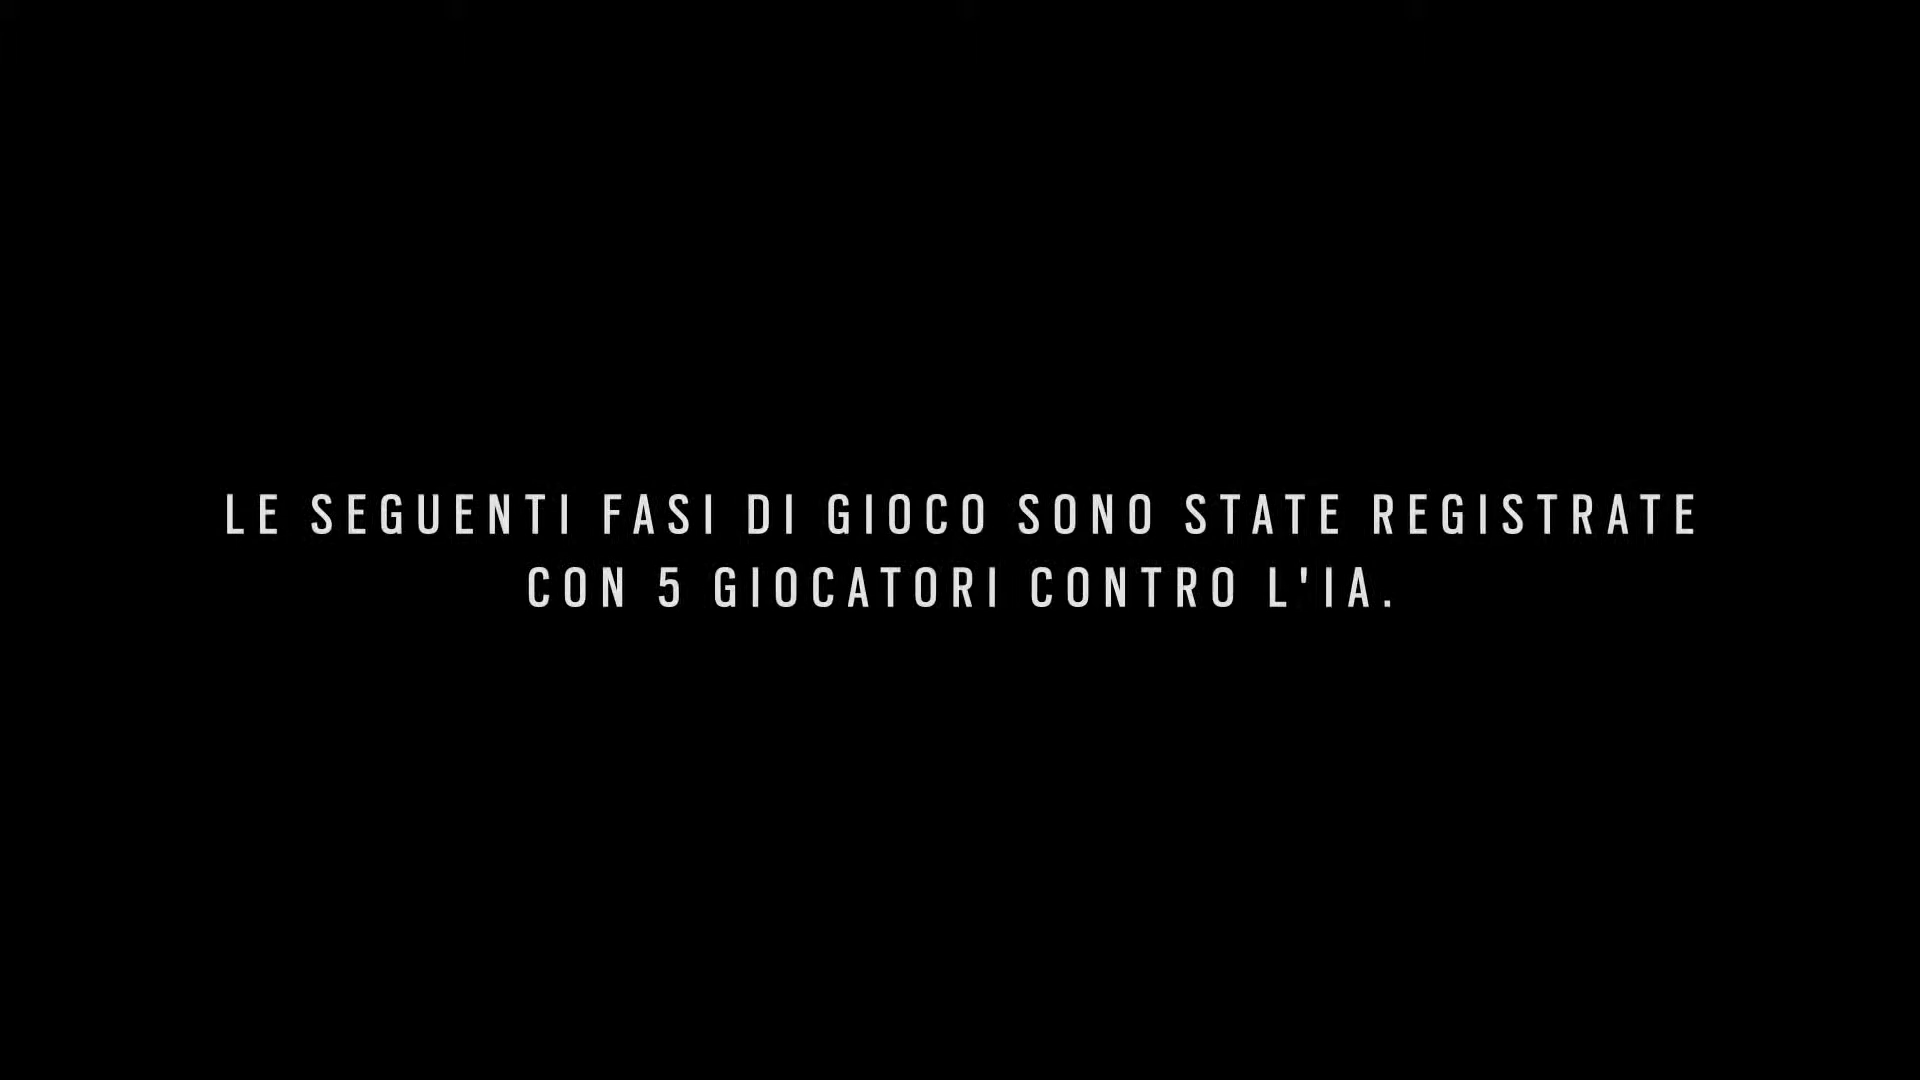 LE SEGUENTI FASI DI GIOCO SONO STATE REGISTRATE
CON 5 GIOCATORI CONTRO L'IA.